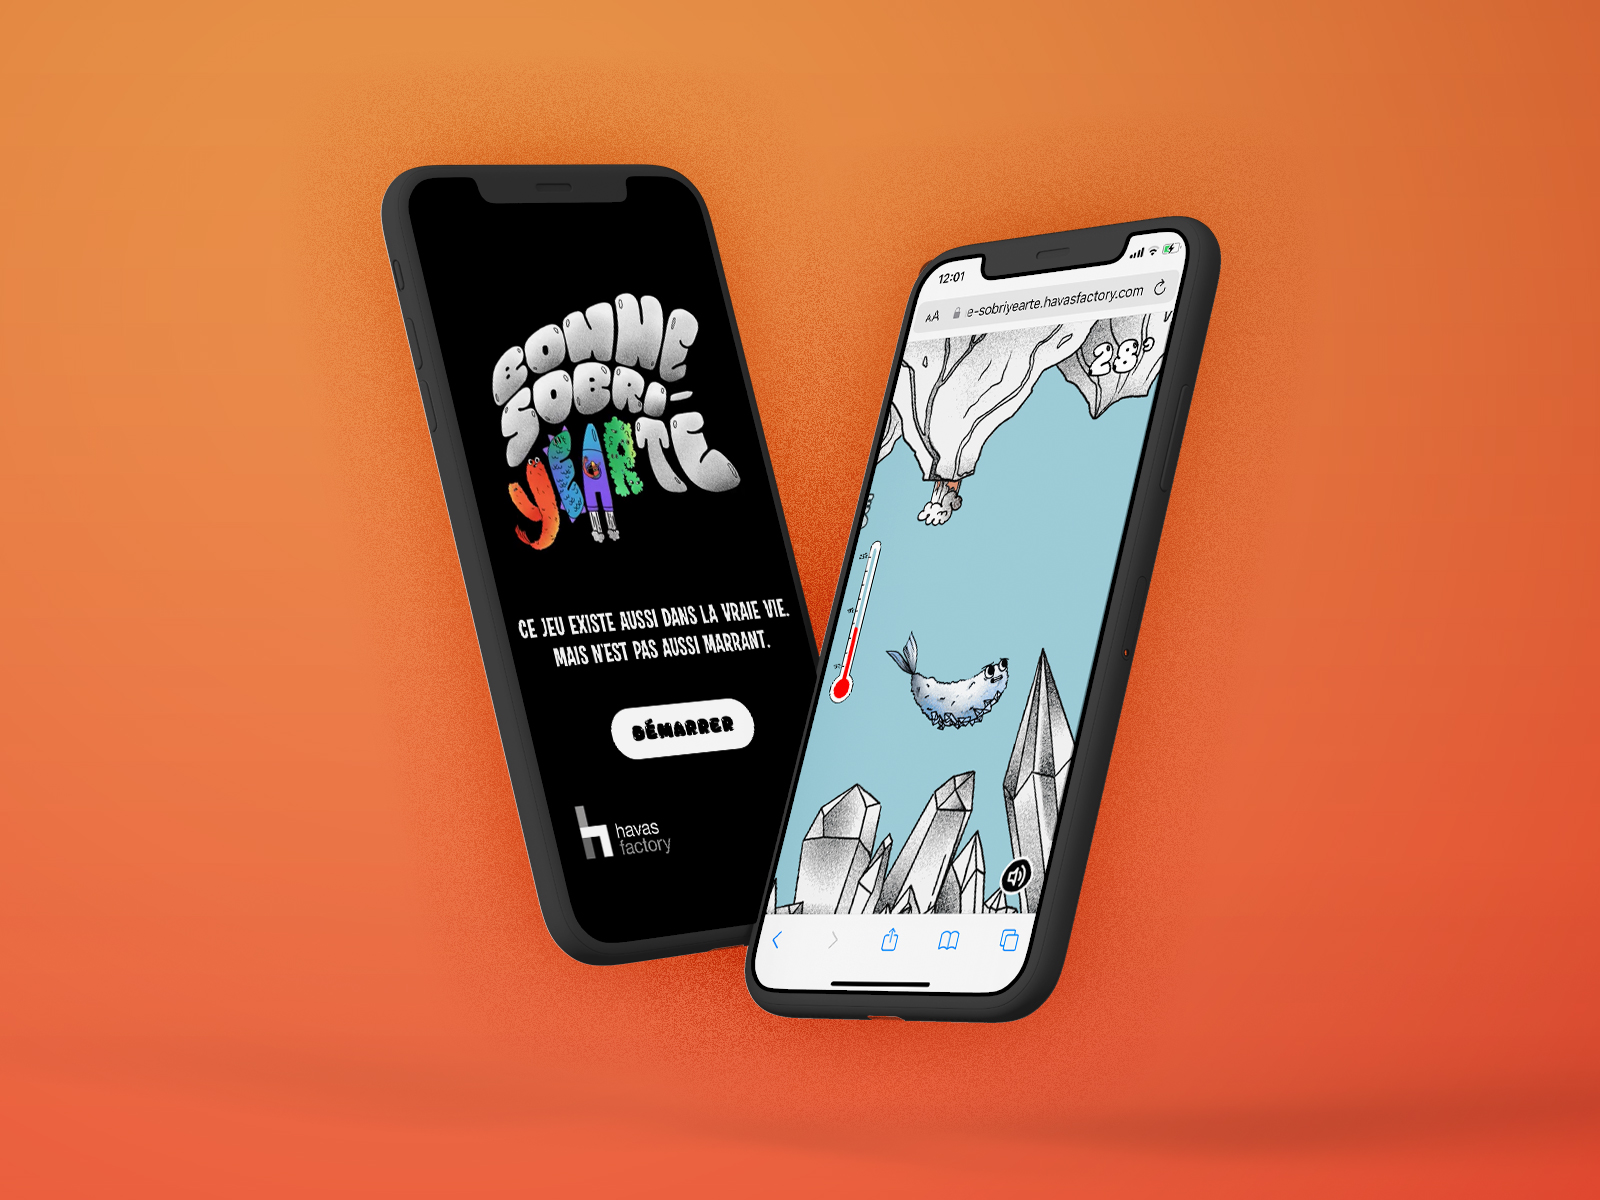 BONNE
SOBRI-
YEARTÉ
CE JEU EXISTE AUSSI DANS LA VRAIE VIE.
MAIS N'EST PAS AUSSI MARRANT.
DÉMARRER
havas
factory
12:01
AA e-sobriyearte.havasfactory.com
28°